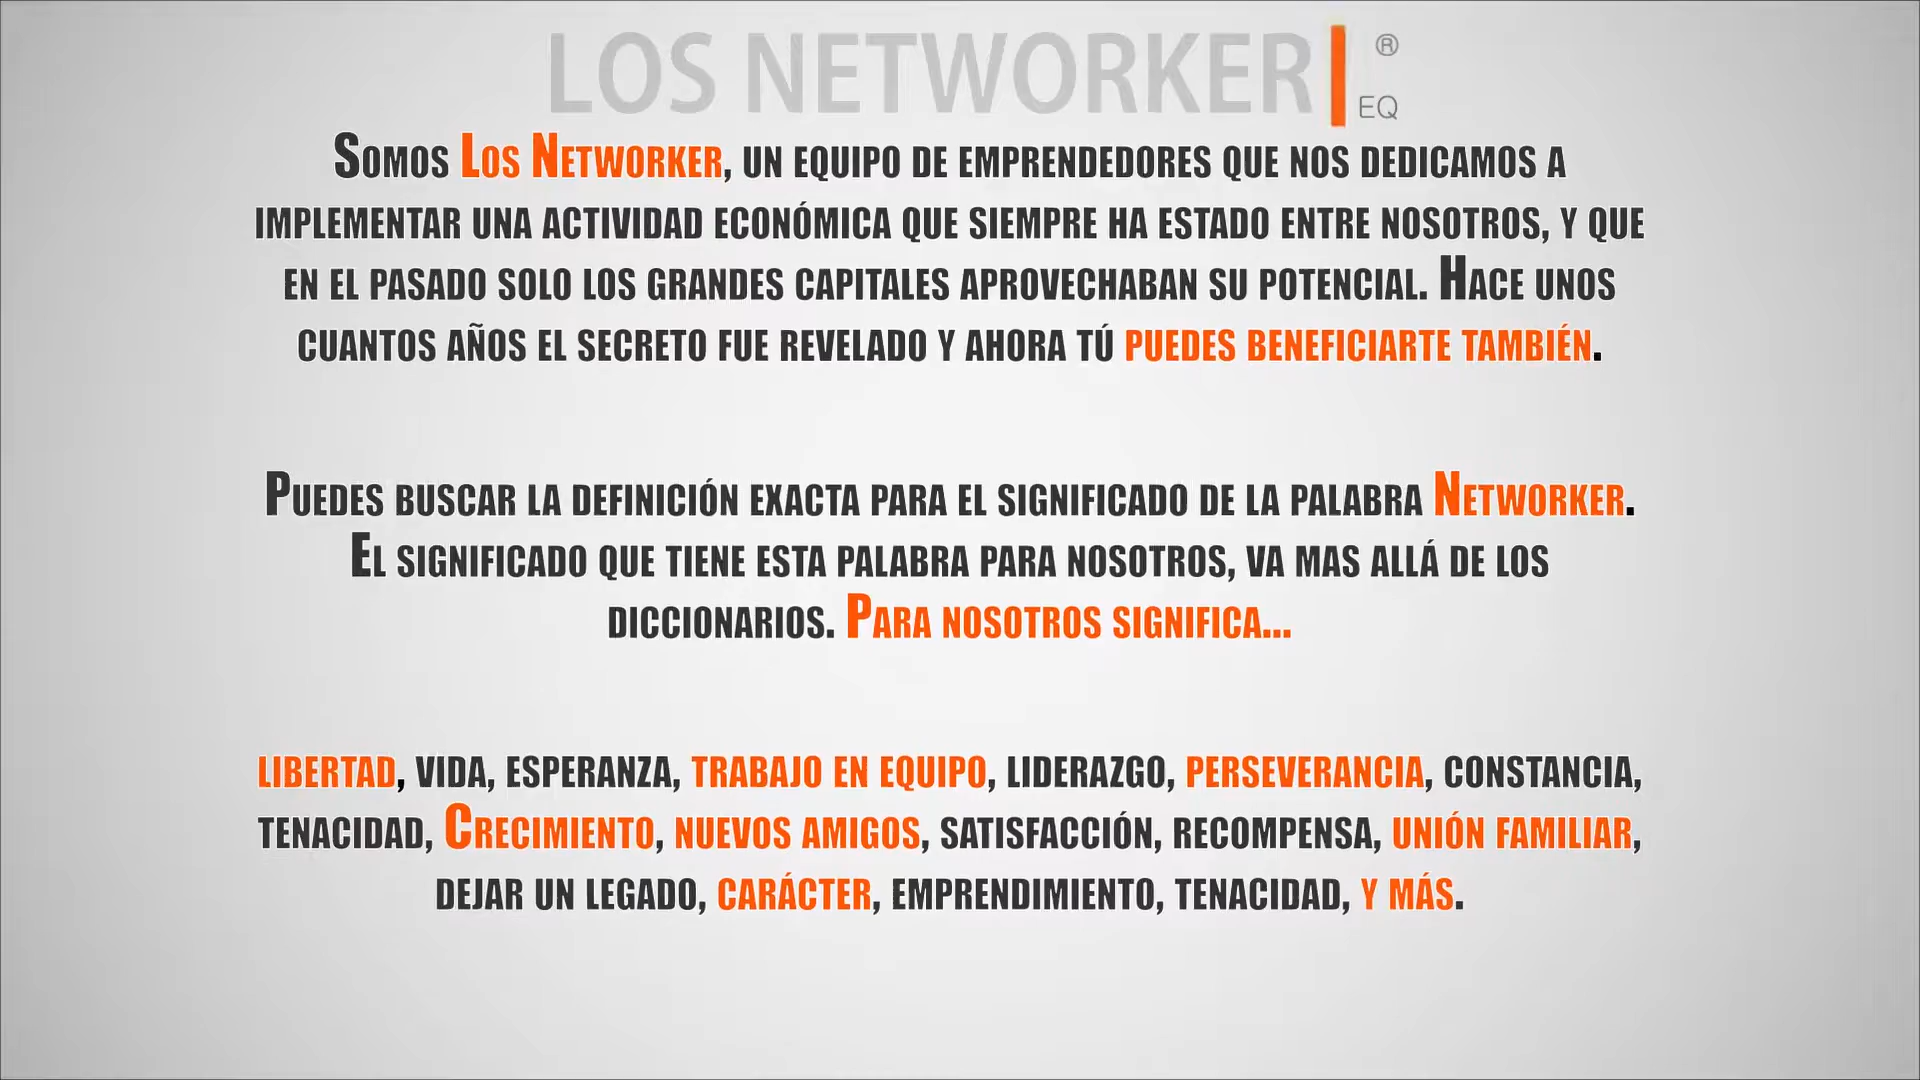 LOS NETWORKER ®
EQ
Somos Los Networker, un equipo de emprendedores que nos dedicamos a
implementar una actividad económica que siempre ha estado entre nosotros, y que
en el pasado solo los grandes capitales aprovechaban su potencial. Hace unos
cuantos años el secreto fue revelado y ahora tú puedes beneficiarte también.
Puedes buscar la definición exacta para el significado de la palabra Networker.
El significado que tiene esta palabra para nosotros, va mas allá de los
diccionarios. Para nosotros significa...
libertad, vida, esperanza, trabajo en equipo, liderazgo, perseverancia, constancia,
tenacidad, Crecimiento, nuevos amigos, satisfacción, recompensa, unión familiar,
dejar un legado, carácter, emprendimiento, tenacidad, y más.